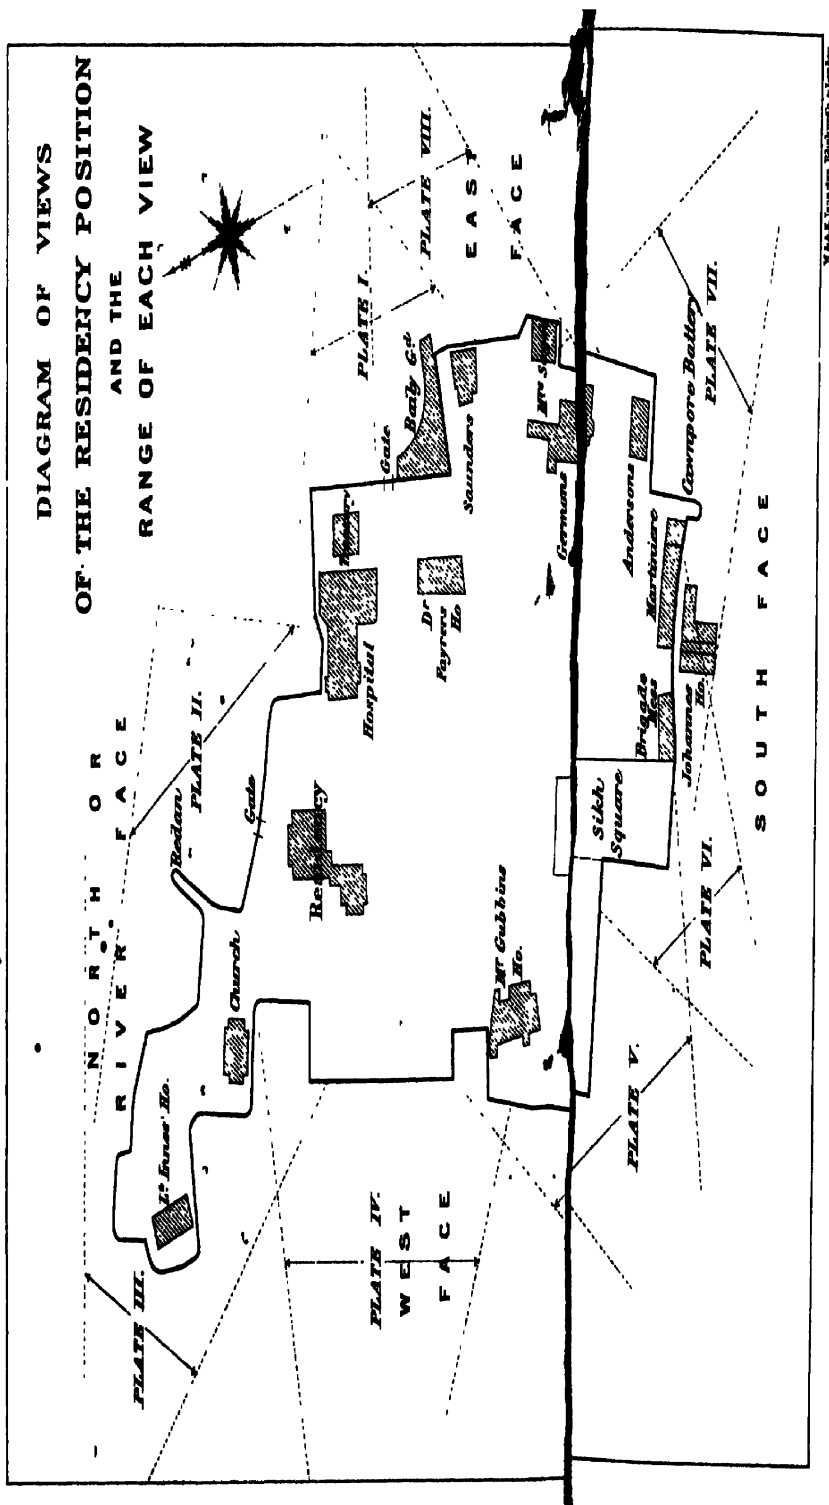 DIAGRAM OF VIEWS
OF THE RESIDENCY POSITION
AND THE
RANGE OF EACH VIEW
NORTH OR
RIVER FACE
PLATE III.
Lt. Innes' Ho.
Church
Redan
PLATE II.
Gate
Residency
Hospital
Gate
Baily Gd
PLATE I.
PLATE VIII.
EAST
FACE
Saunders
Dr
Fayrers
Ho
PLATE IV.
WEST
FACE
Mr Gubbins
Ho.
Germons
Andersons
Cawnpore Battery
PLATE VII.
Martiniere
Brigade
Mess
Johannes
Ho.
Sikh
Square
PLATE V.
PLATE VI.
SOUTH FACE